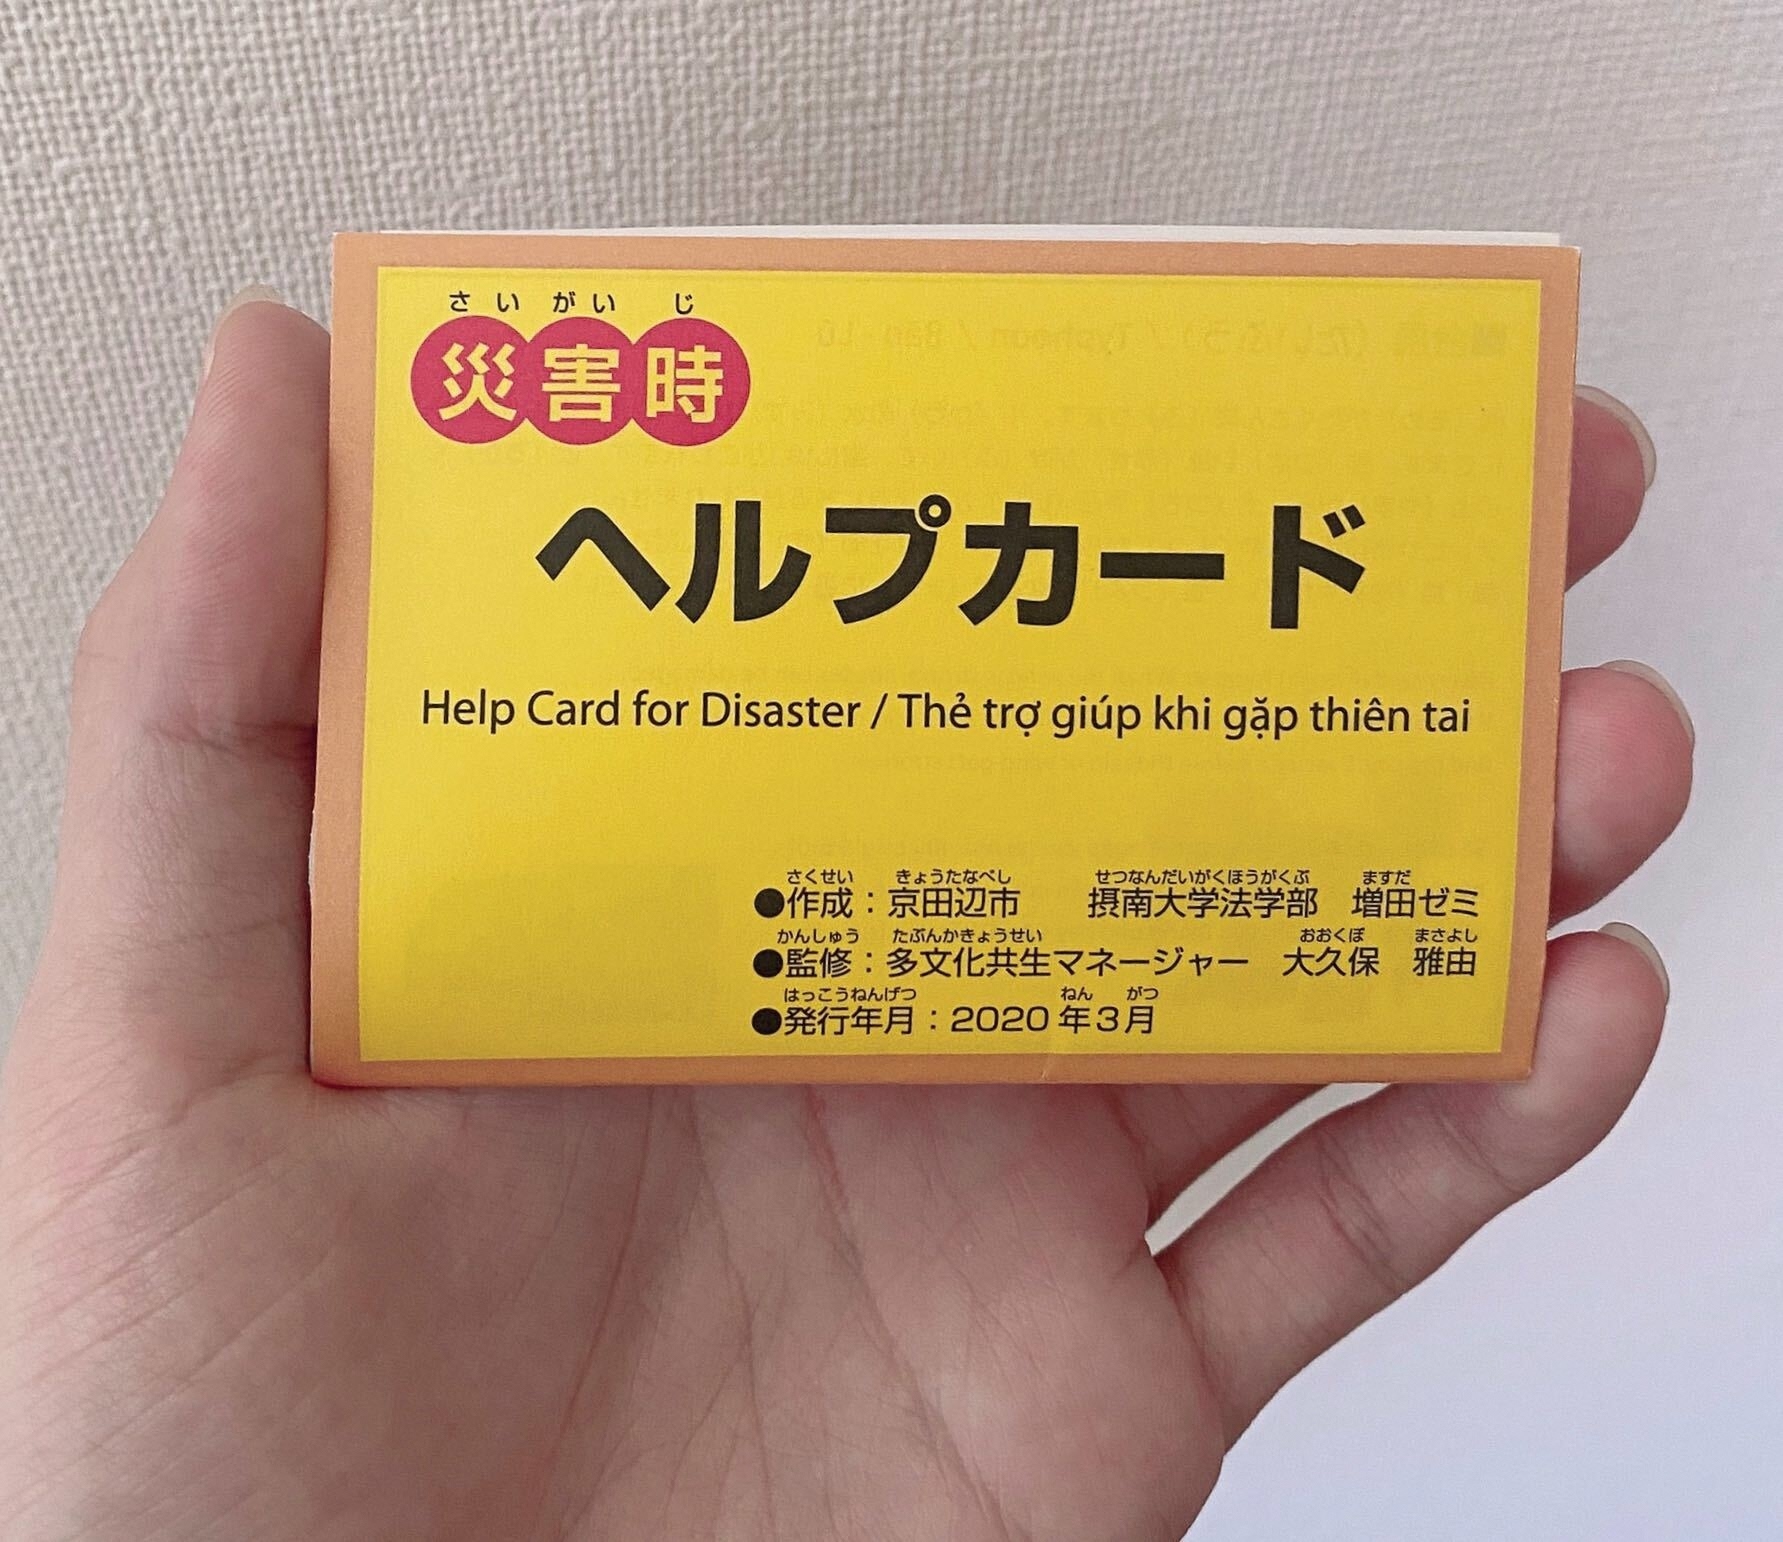 さいがいじ
災害時
ヘルプカード
Help Card for Disaster / Thẻ trợ giúp khi gặp thiên tai
さくせい きょうたなべし せつなんだいがくほうがくぶ ますだ
●作成：京田辺市 摂南大学法学部 増田ゼミ
かんしゅう たぶんかきょうせい おおくぼ まさよし
●監修：多文化共生マネージャー 大久保 雅由
はっこうねんげつ ねん がつ
●発行年月：2020年3月